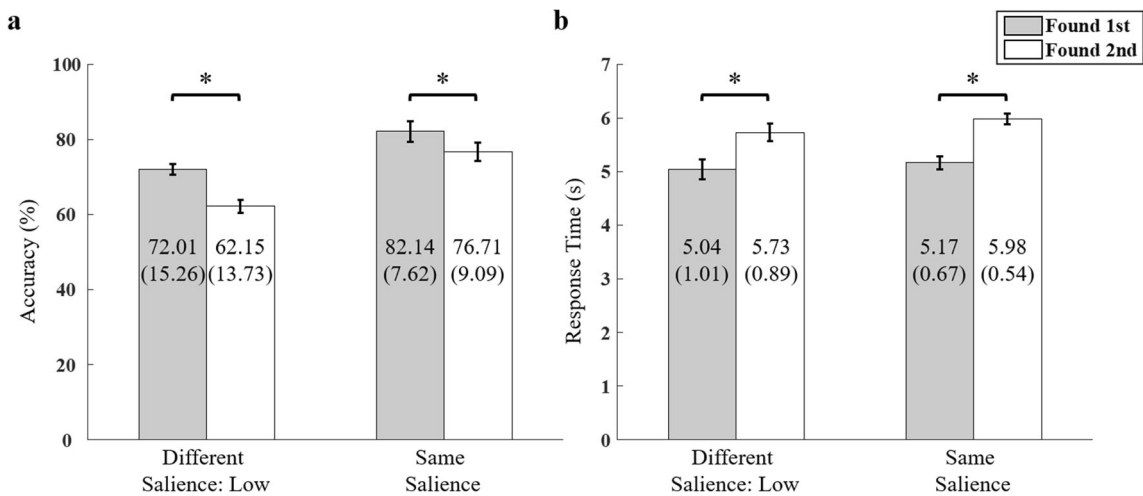 a
Accuracy (%)
100
80
60
40
20
0
*
*
72.01
(15.26)
62.15
(13.73)
82.14
(7.62)
76.71
(9.09)
Different
Salience: Low
Same
Salience
b
Found 1st
Found 2nd
Response Time (s)
7
6
5
4
3
2
1
0
*
*
5.04
(1.01)
5.73
(0.89)
5.17
(0.67)
5.98
(0.54)
Different
Salience: Low
Same
Salience